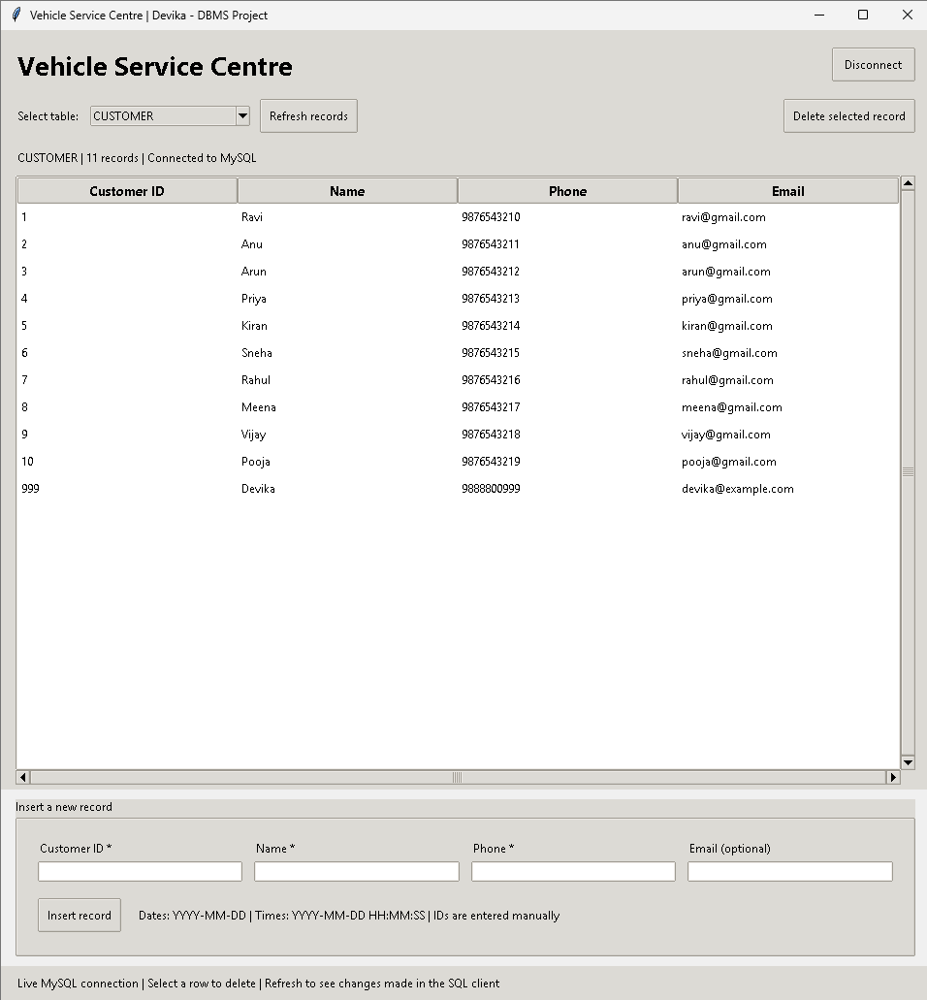 Vehicle Service Centre | Devika - DBMS Project
Vehicle Service Centre
Disconnect
Select table: CUSTOMER Refresh records Delete selected record
CUSTOMER | 11 records | Connected to MySQL
Customer ID Name Phone Email
1 Ravi 9876543210 ravi@gmail.com
2 Anu 9876543211 anu@gmail.com
3 Arun 9876543212 arun@gmail.com
4 Priya 9876543213 priya@gmail.com
5 Kiran 9876543214 kiran@gmail.com
6 Sneha 9876543215 sneha@gmail.com
7 Rahul 9876543216 rahul@gmail.com
8 Meena 9876543217 meena@gmail.com
9 Vijay 9876543218 vijay@gmail.com
10 Pooja 9876543219 pooja@gmail.com
999 Devika 9888800999 devika@example.com
Insert a new record
Customer ID * Name * Phone * Email (optional)
Insert record Dates: YYYY-MM-DD | Times: YYYY-MM-DD HH:MM:SS | IDs are entered manually
Live MySQL connection | Select a row to delete | Refresh to see changes made in the SQL client